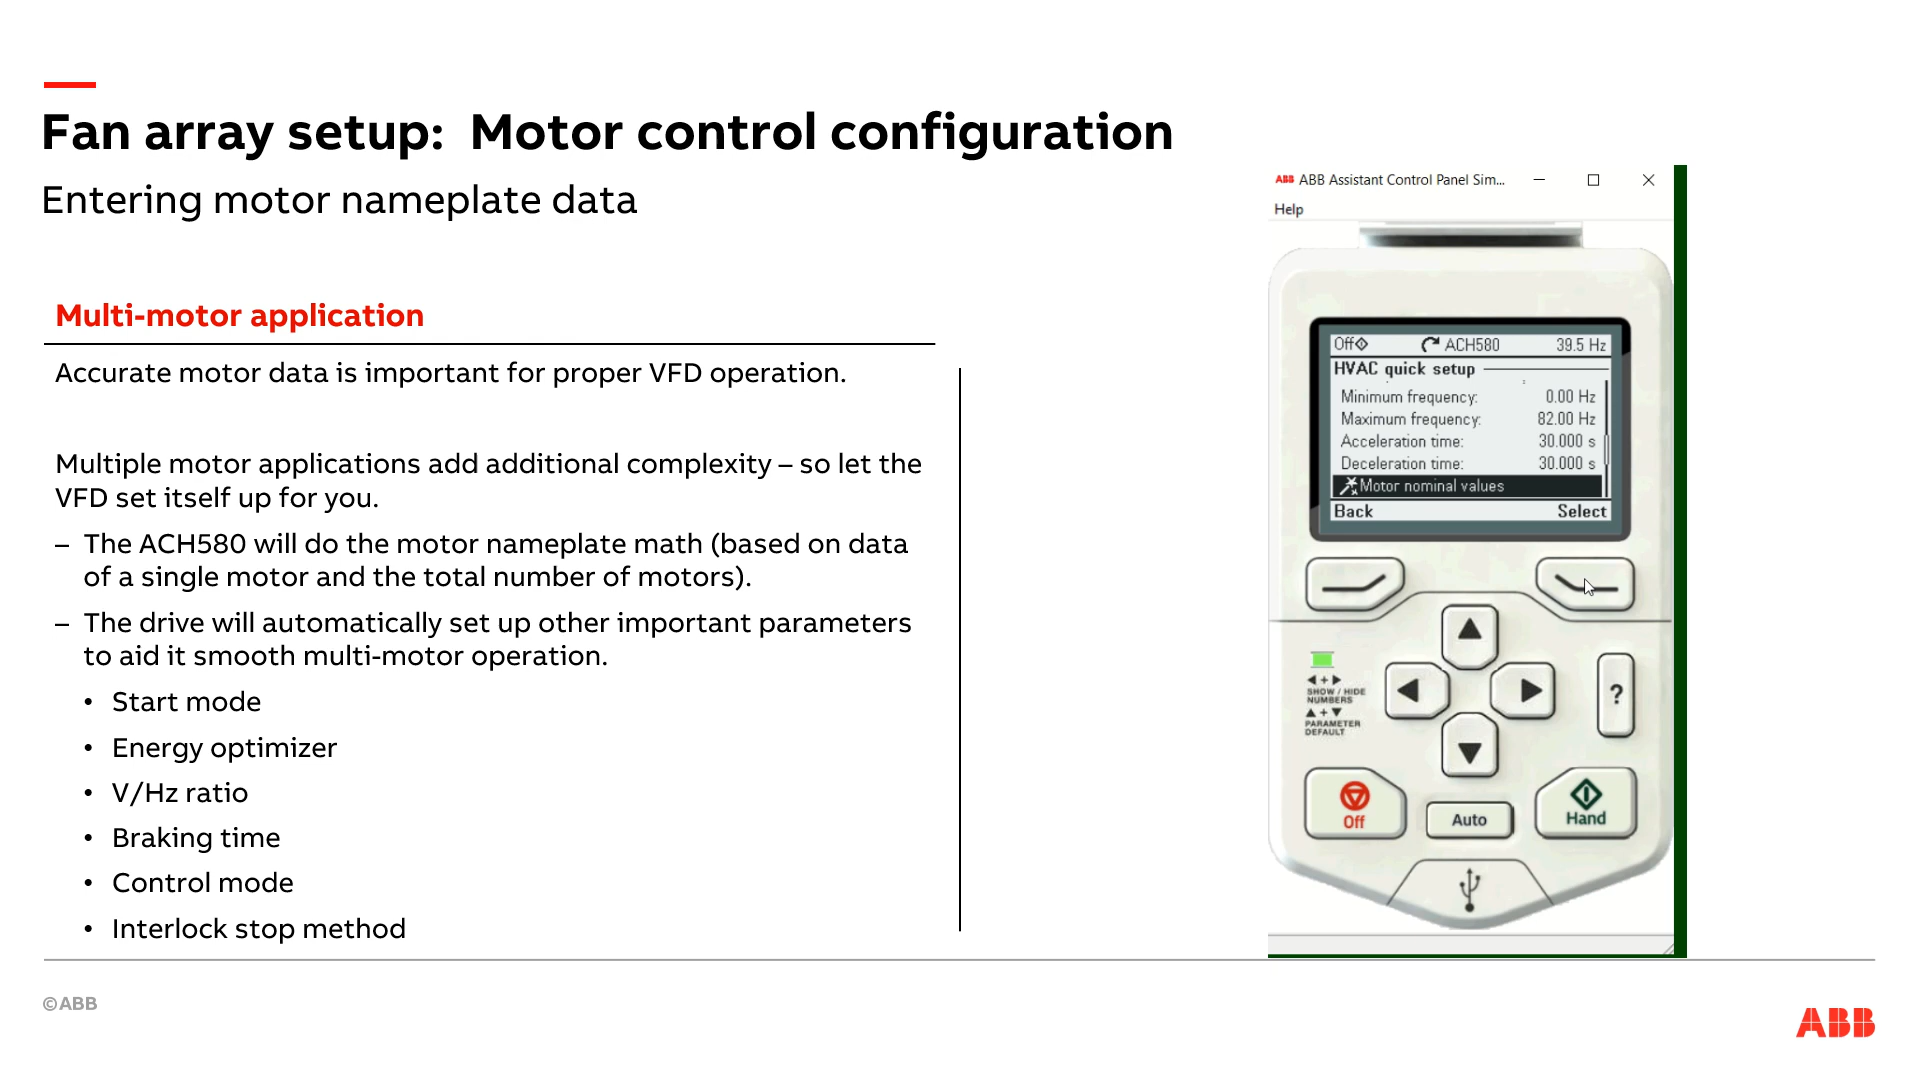 Fan array setup:  Motor control configuration
Entering motor nameplate data
Multi-motor application
Accurate motor data is important for proper VFD operation.
Multiple motor applications add additional complexity – so let the
VFD set itself up for you.
– The ACH580 will do the motor nameplate math (based on data
of a single motor and the total number of motors).
– The drive will automatically set up other important parameters
to aid it smooth multi-motor operation.
• Start mode
• Energy optimizer
• V/Hz ratio
• Braking time
• Control mode
• Interlock stop method
ABB ABB Assistant Control Panel Sim...
Help
Off ACH580 39.5 Hz
HVAC quick setup
Minimum frequency: 0.00 Hz
Maximum frequency: 82.00 Hz
Acceleration time: 30.000 s
Deceleration time: 30.000 s
Motor nominal values
Back Select
◄ + ►
SHOW / HIDE
NUMBERS
▲ + ▼
PARAMETER
DEFAULT
?
Off
Auto
Hand
©ABB
ABB